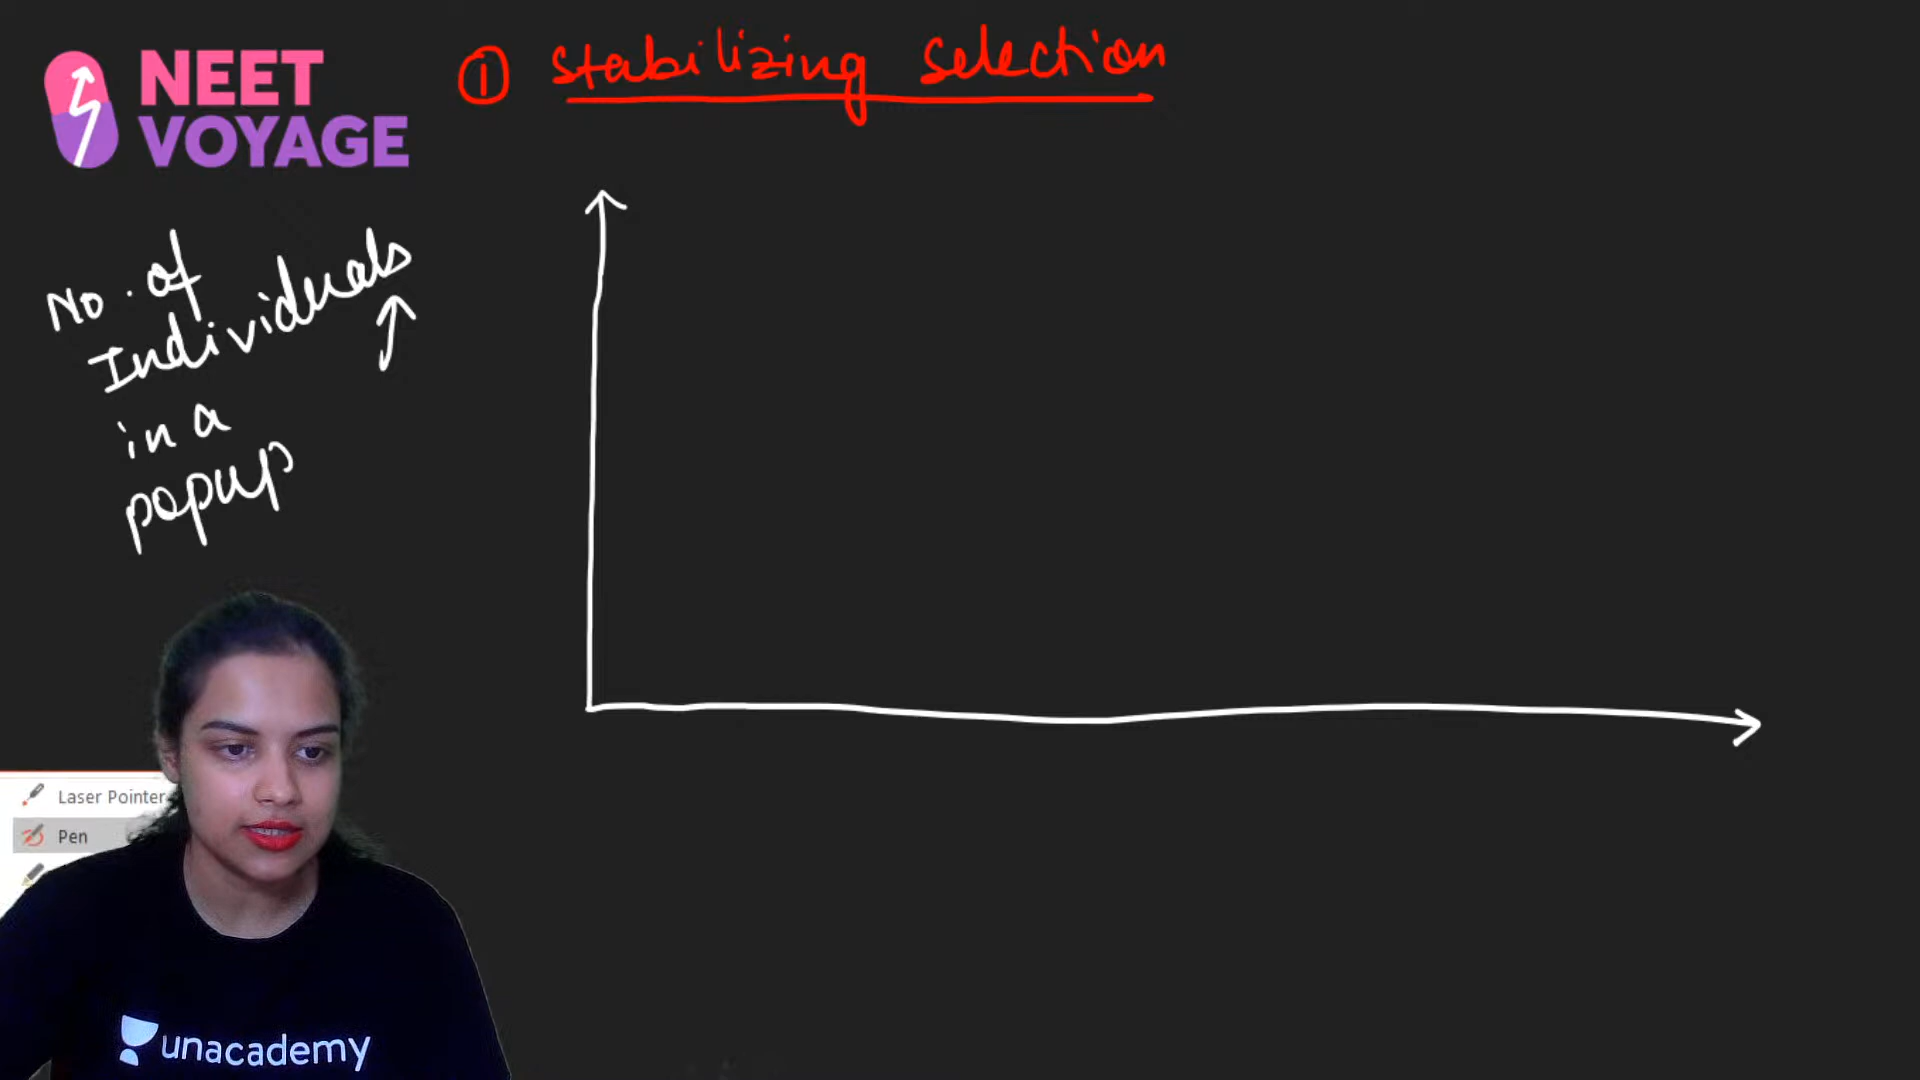 NEET
VOYAGE
① Stabilizing Selection
No. of
Individuals
in a
popup
Laser Pointer
Pen
unacademy